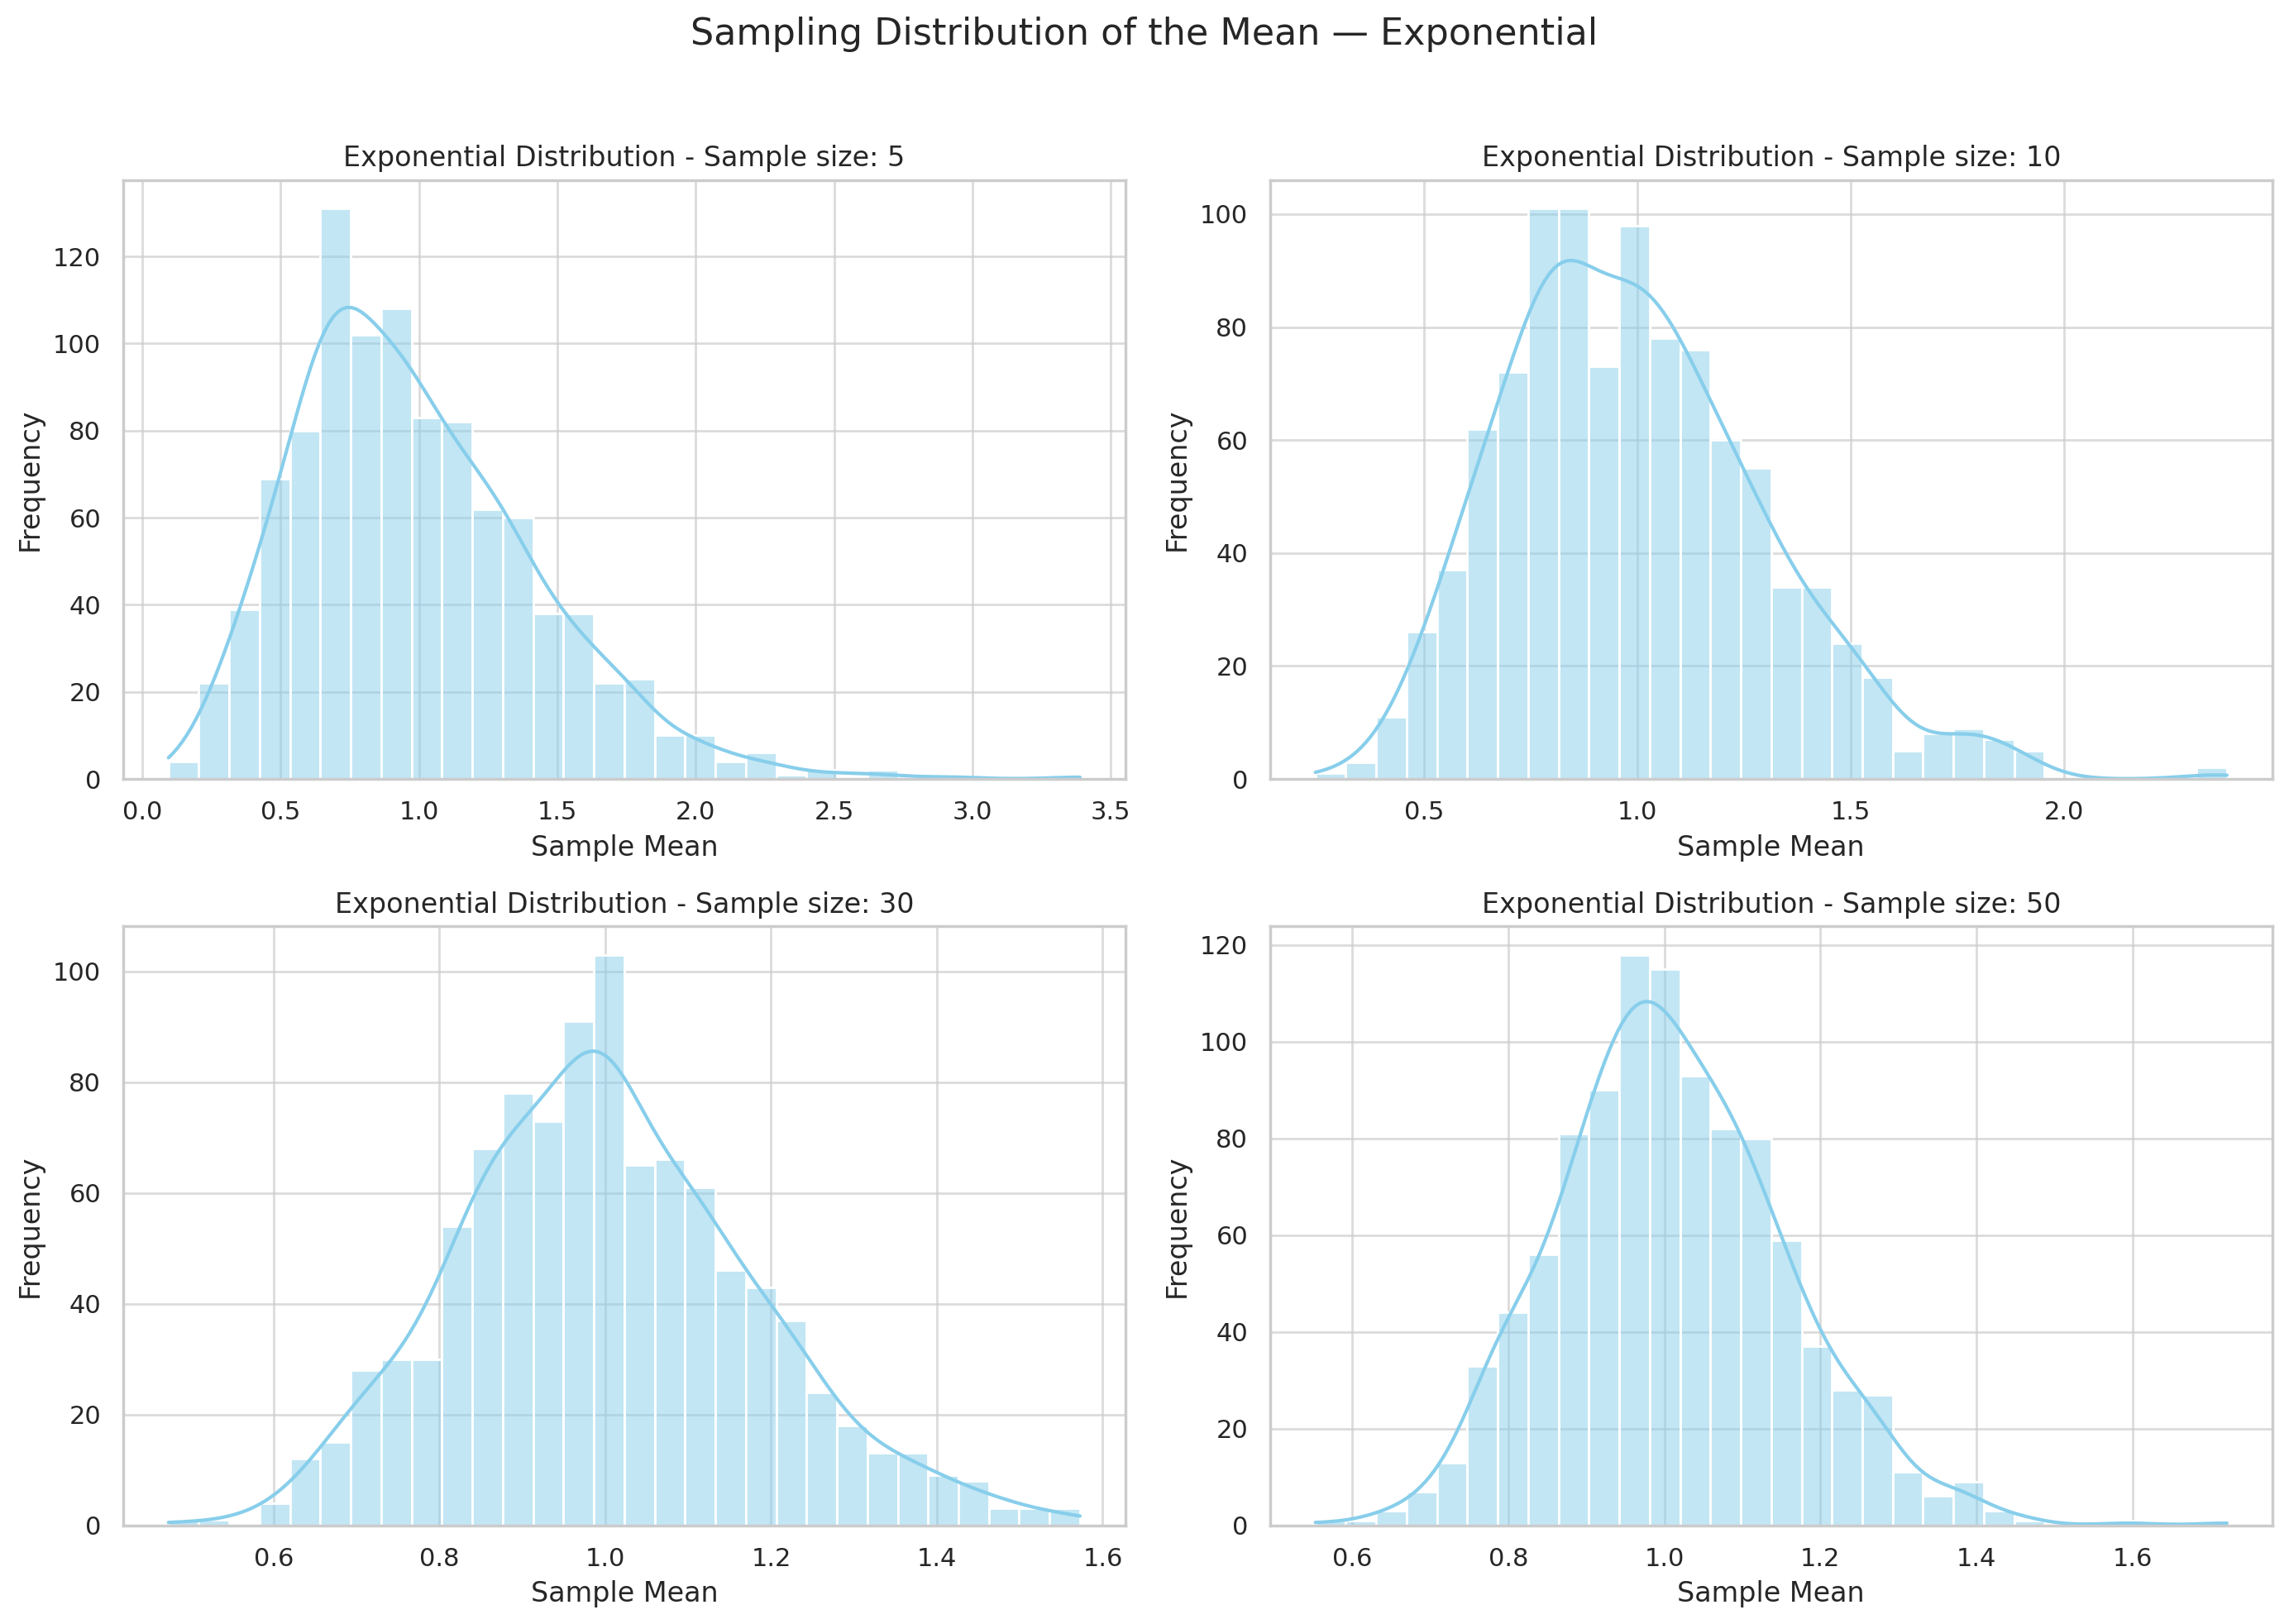 Sampling Distribution of the Mean — Exponential
Exponential Distribution - Sample size: 5
120
100
80
60
40
20
0
Frequency
0.0 0.5 1.0 1.5 2.0 2.5 3.0 3.5
Sample Mean
Exponential Distribution - Sample size: 10
100
80
60
40
20
0
Frequency
0.5 1.0 1.5 2.0
Sample Mean
Exponential Distribution - Sample size: 30
100
80
60
40
20
0
Frequency
0.6 0.8 1.0 1.2 1.4 1.6
Sample Mean
Exponential Distribution - Sample size: 50
120
100
80
60
40
20
0
Frequency
0.6 0.8 1.0 1.2 1.4 1.6
Sample Mean